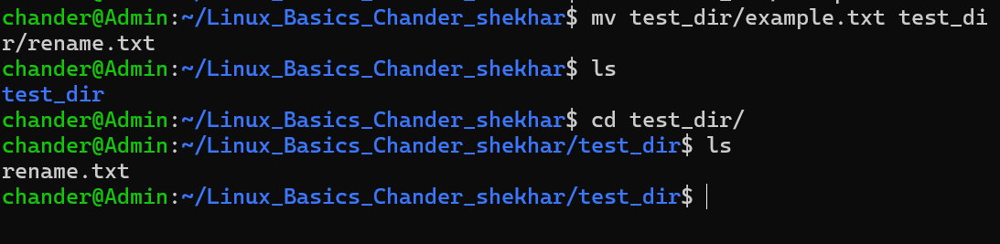 chander@Admin:~/Linux_Basics_Chander_shekhar$ mv test_dir/example.txt test_di
r/rename.txt
chander@Admin:~/Linux_Basics_Chander_shekhar$ ls
test_dir
chander@Admin:~/Linux_Basics_Chander_shekhar$ cd test_dir/
chander@Admin:~/Linux_Basics_Chander_shekhar/test_dir$ ls
rename.txt
chander@Admin:~/Linux_Basics_Chander_shekhar/test_dir$